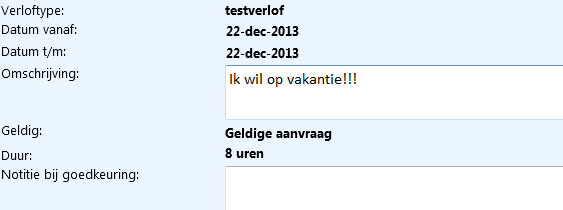 Verloftype: testverlof
Datum vanaf: 22-dec-2013
Datum t/m: 22-dec-2013
Omschrijving: Ik wil op vakantie!!!
Geldig: Geldige aanvraag
Duur: 8 uren
Notitie bij goedkeuring: